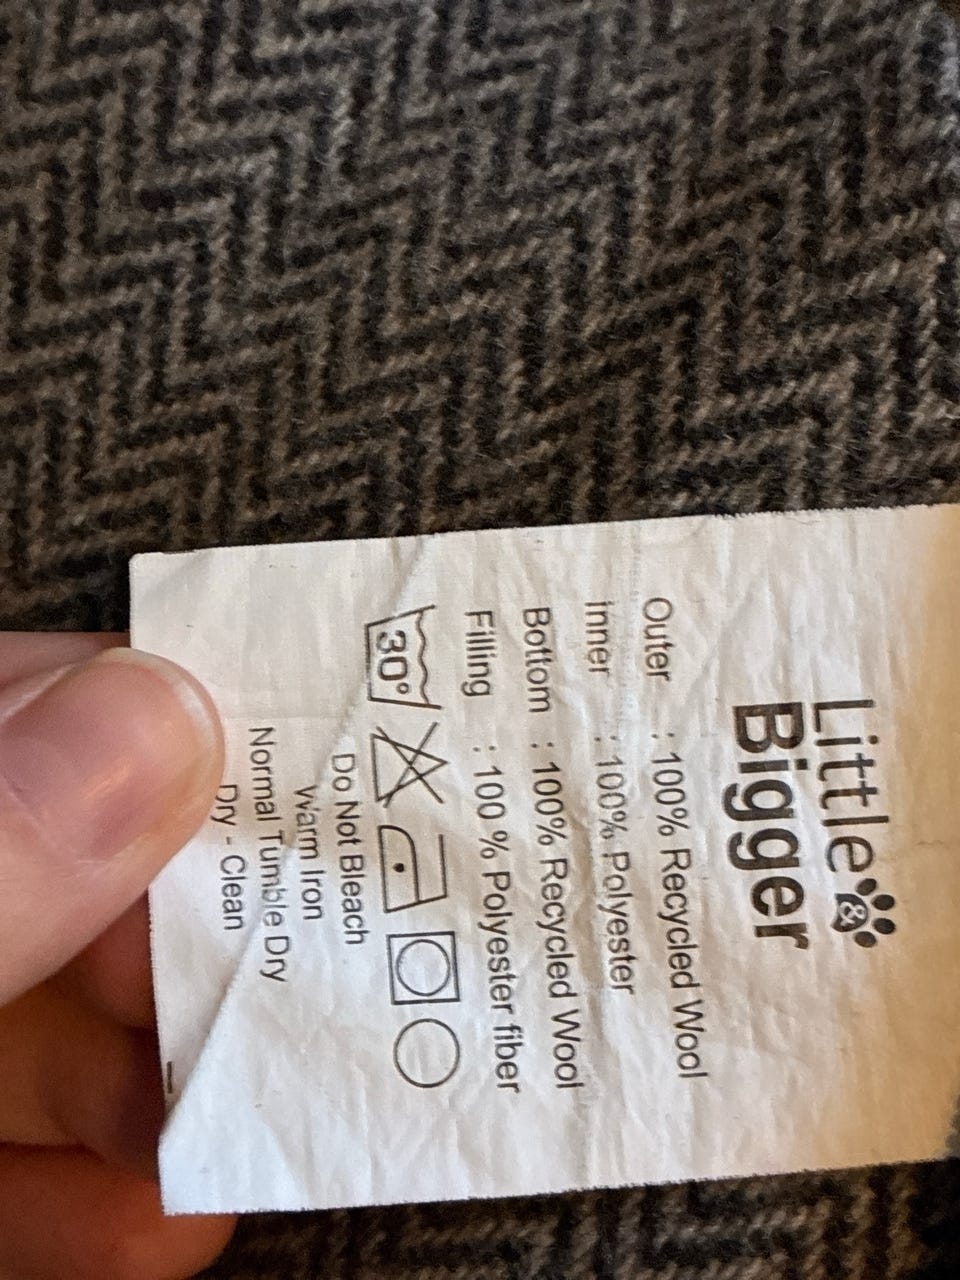 Little &
Bigger
Outer : 100% Recycled Wool
Inner : 100% Polyester
Bottom : 100% Recycled Wool
Filling : 100 % Polyester fiber
30°
Do Not Bleach
Warm Iron
Normal Tumble Dry
Dry - Clean